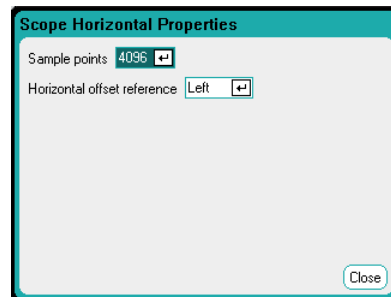 Scope Horizontal Properties
Sample points 4096
Horizontal offset reference Left
Close